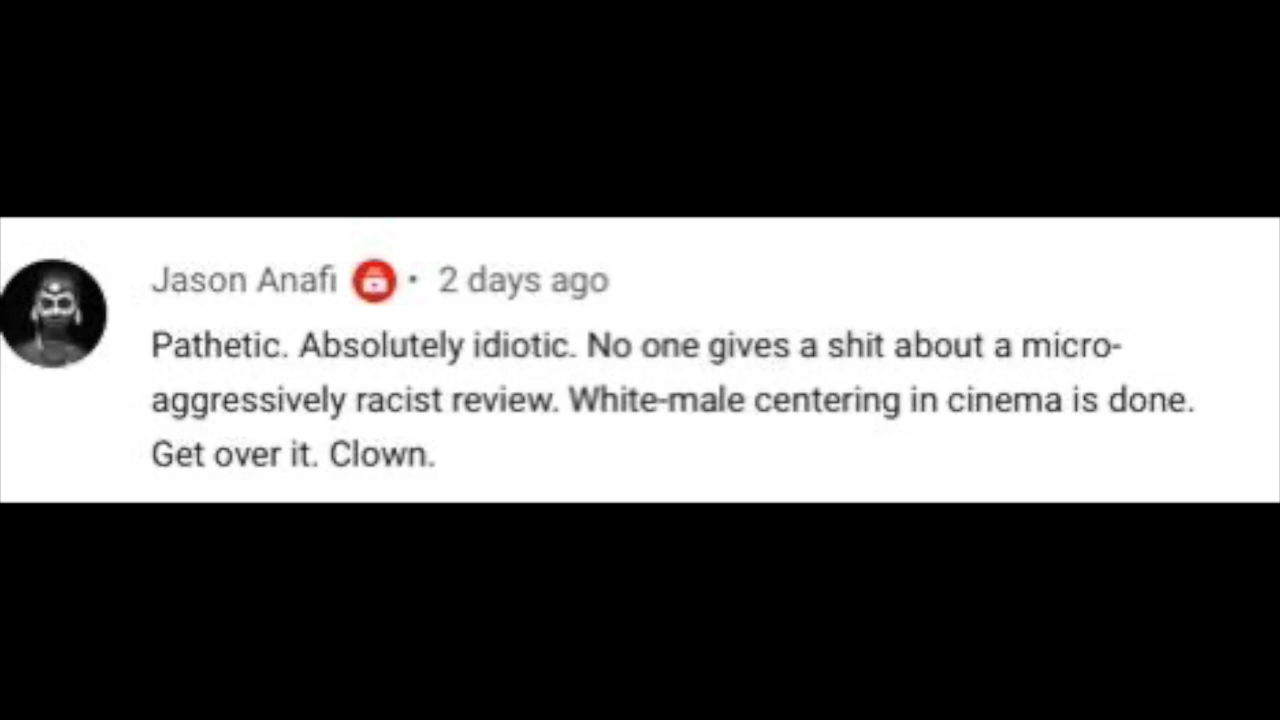 Jason Anafi • 2 days ago
Pathetic. Absolutely idiotic. No one gives a shit about a micro-
aggressively racist review. White-male centering in cinema is done.
Get over it. Clown.